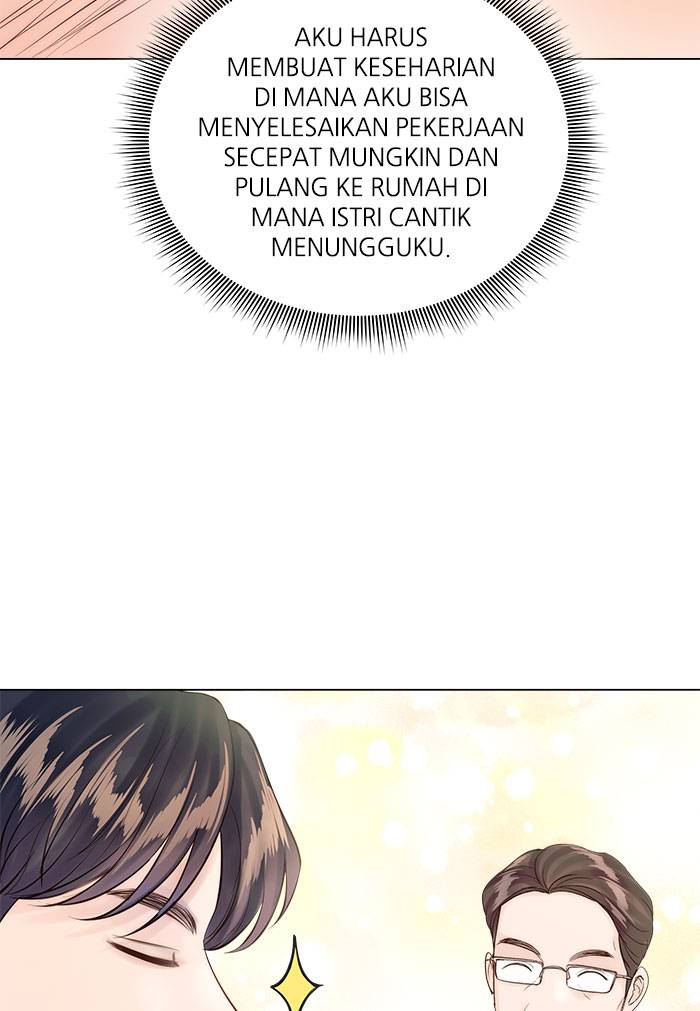 AKU HARUS
MEMBUAT KESEHARIAN
DI MANA AKU BISA
MENYELESAIKAN PEKERJAAN
SECEPAT MUNGKIN DAN
PULANG KE RUMAH DI
MANA ISTRI CANTIK
MENUNGGUKU.